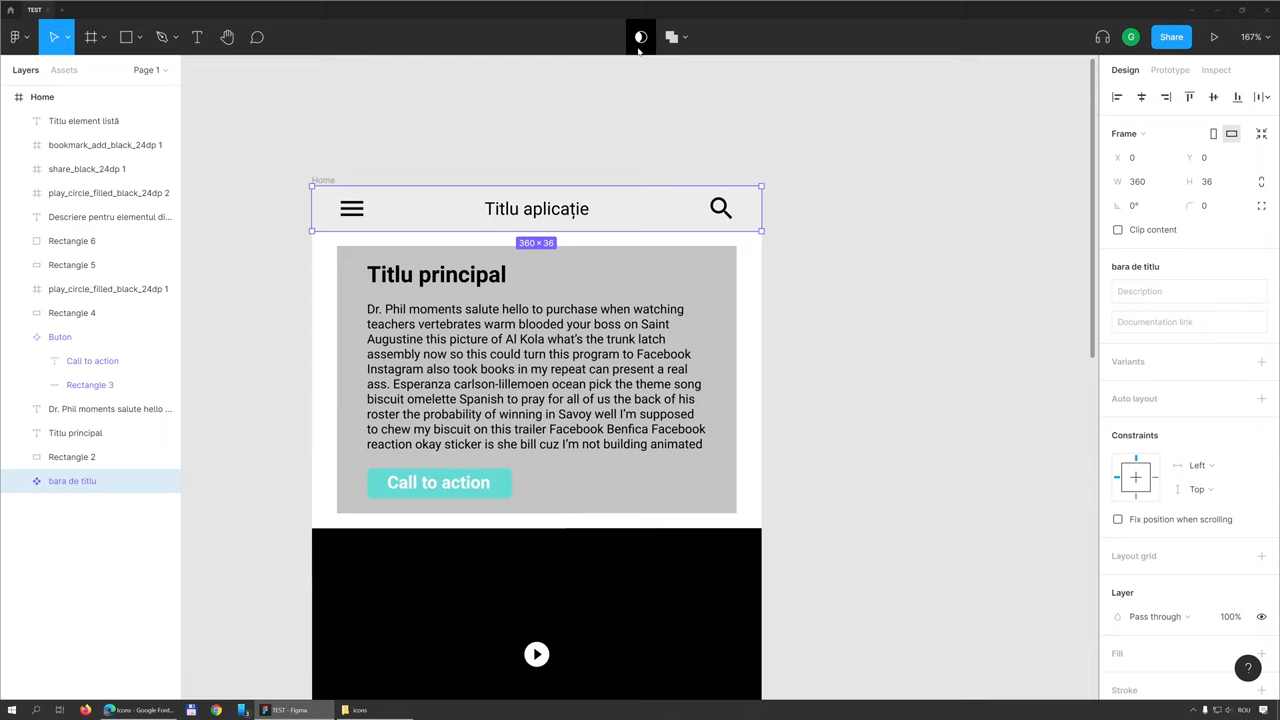 TEST
Share
167%
G
Layers
Assets
Page 1
Home
Titlu element listă
bookmark_add_black_24dp 1
share_black_24dp 1
play_circle_filled_black_24dp 2
Descriere pentru elementul di...
Rectangle 6
Rectangle 5
play_circle_filled_black_24dp 1
Rectangle 4
Buton
Call to action
Rectangle 3
Dr. Phil moments salute hello ...
Titlu principal
Rectangle 2
bara de titlu
Home
Titlu aplicație
360 × 36
Titlu principal
Dr. Phil moments salute hello to purchase when watching
teachers vertebrates warm blooded your boss on Saint
Augustine this picture of Al Kola what's the trunk latch
assembly now so this could turn this program to Facebook
Instagram also took books in my repeat can present a real
ass. Esperanza carlson-lillemoen ocean pick the theme song
biscuit omelette Spanish to pray for all of us the back of his
roster the probability of winning in Savoy well I'm supposed
to chew my biscuit on this trailer Facebook Benfica Facebook
reaction okay sticker is she bill cuz I'm not building animated
Call to action
Design
Prototype
Inspect
Frame
X 0
Y 0
W 360
H 36
0°
0
Clip content
bara de titlu
Description
Documentation link
Variants
Auto layout
Constraints
Left
Top
Fix position when scrolling
Layout grid
Layer
Pass through
100%
Fill
Stroke
?
Icons - Google Font...
TEST - Figma
icons
ROU